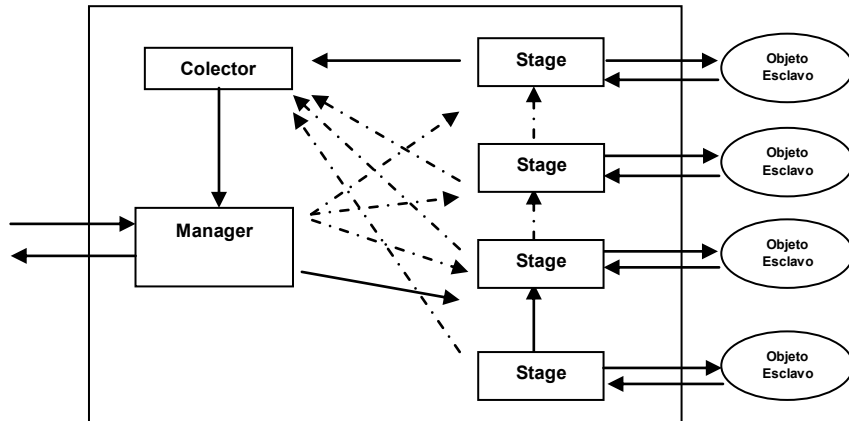 Colector
Stage
Objeto
Esclavo
Stage
Objeto
Esclavo
Manager
Stage
Objeto
Esclavo
Stage
Objeto
Esclavo